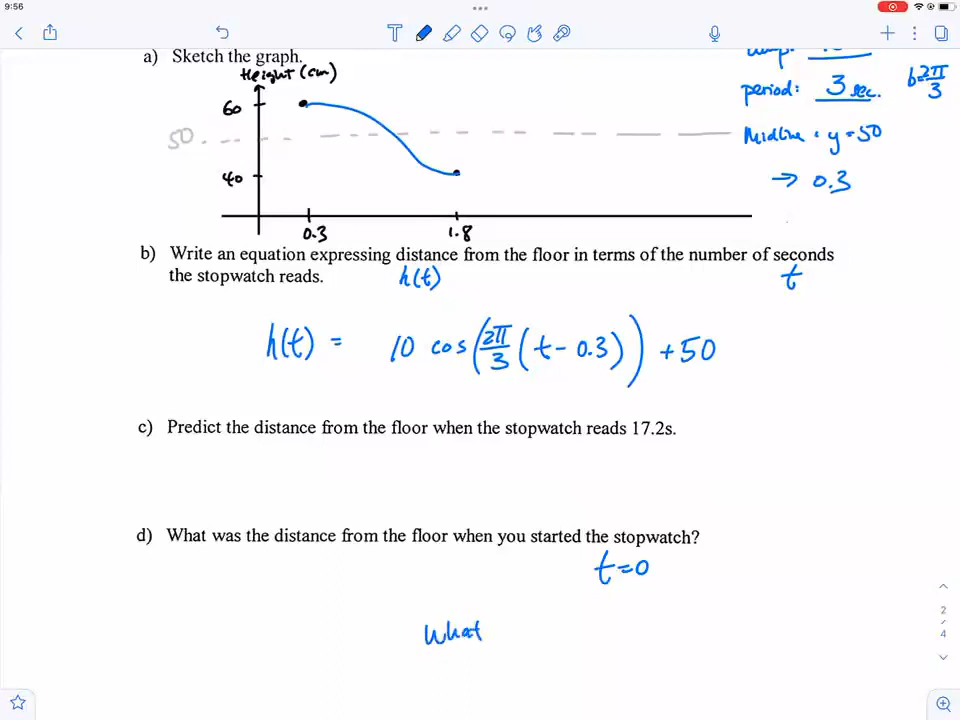 9:56
a) Sketch the graph.
Height (cm)
60
50
40
0.3
1.8
period: 3 sec.
b=2π/3
Midline: y=50
→ 0.3
b) Write an equation expressing distance from the floor in terms of the number of seconds
the stopwatch reads.
h(t)
t
h(t) = 10 cos(2π/3 (t - 0.3)) + 50
c) Predict the distance from the floor when the stopwatch reads 17.2s.
d) What was the distance from the floor when you started the stopwatch?
t=0
What
2
4